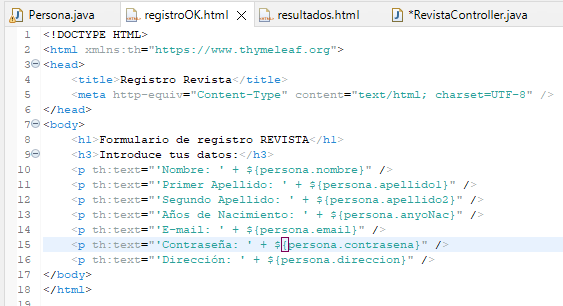 Persona.java registroOK.html resultados.html *RevistaController.java
1 <!DOCTYPE HTML>
2 <html xmlns:th="https://www.thymeleaf.org">
3 <head>
4 <title>Registro Revista</title>
5 <meta http-equiv="Content-Type" content="text/html; charset=UTF-8" />
6 </head>
7 <body>
8 <h1>Formulario de registro REVISTA</h1>
9 <h3>Introduce tus datos:</h3>
10 <p th:text="'Nombre: ' + ${persona.nombre}" />
11 <p th:text="'Primer Apellido: ' + ${persona.apellido1}" />
12 <p th:text="'Segundo Apellido: ' + ${persona.apellido2}" />
13 <p th:text="'Años de Nacimiento: ' + ${persona.anyoNac}" />
14 <p th:text="'E-mail: ' + ${persona.email}" />
15 <p th:text="'Contraseña: ' + ${persona.contrasena}" />
16 <p th:text="'Dirección: ' + ${persona.direccion}" />
17 </body>
18 </html>
19